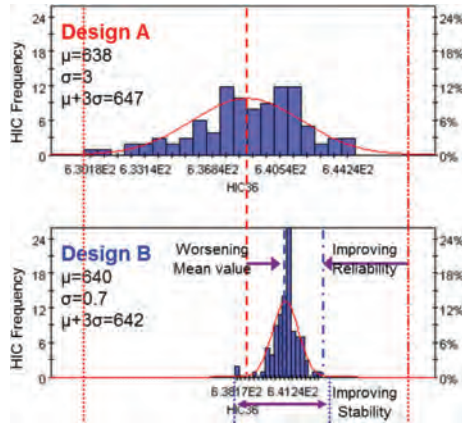 24
18
12
6
0
HIC Frequency
Design A
μ=638
σ=3
μ+3σ=647
24%
18%
12%
6%
0%
6.3018E2 6.3314E2 6.3684E2 6.4054E2 6.4424E2
HIC36
24
18
12
6
0
HIC Frequency
Design B
μ=640
σ=0.7
μ+3σ=642
Worsening
Mean value
Improving
Reliability
24%
18%
12%
6%
0%
6.3817E2 6.4124E2
HIC36
Improving
Stability